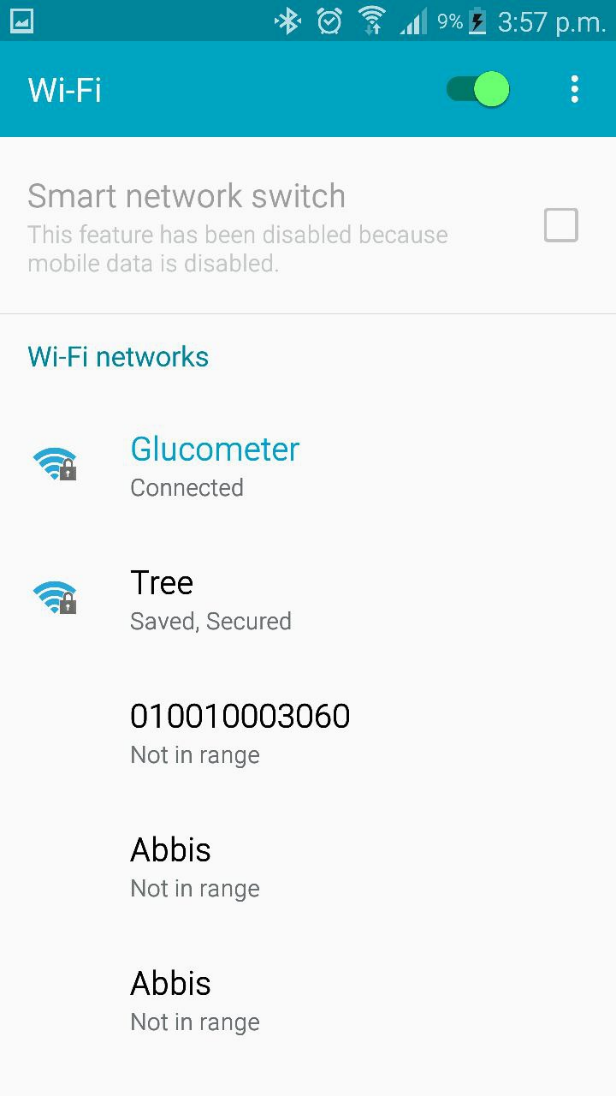 9% 3:57 p.m.
Wi-Fi
Smart network switch
This feature has been disabled because
mobile data is disabled.
Wi-Fi networks
Glucometer
Connected
Tree
Saved, Secured
010010003060
Not in range
Abbis
Not in range
Abbis
Not in range